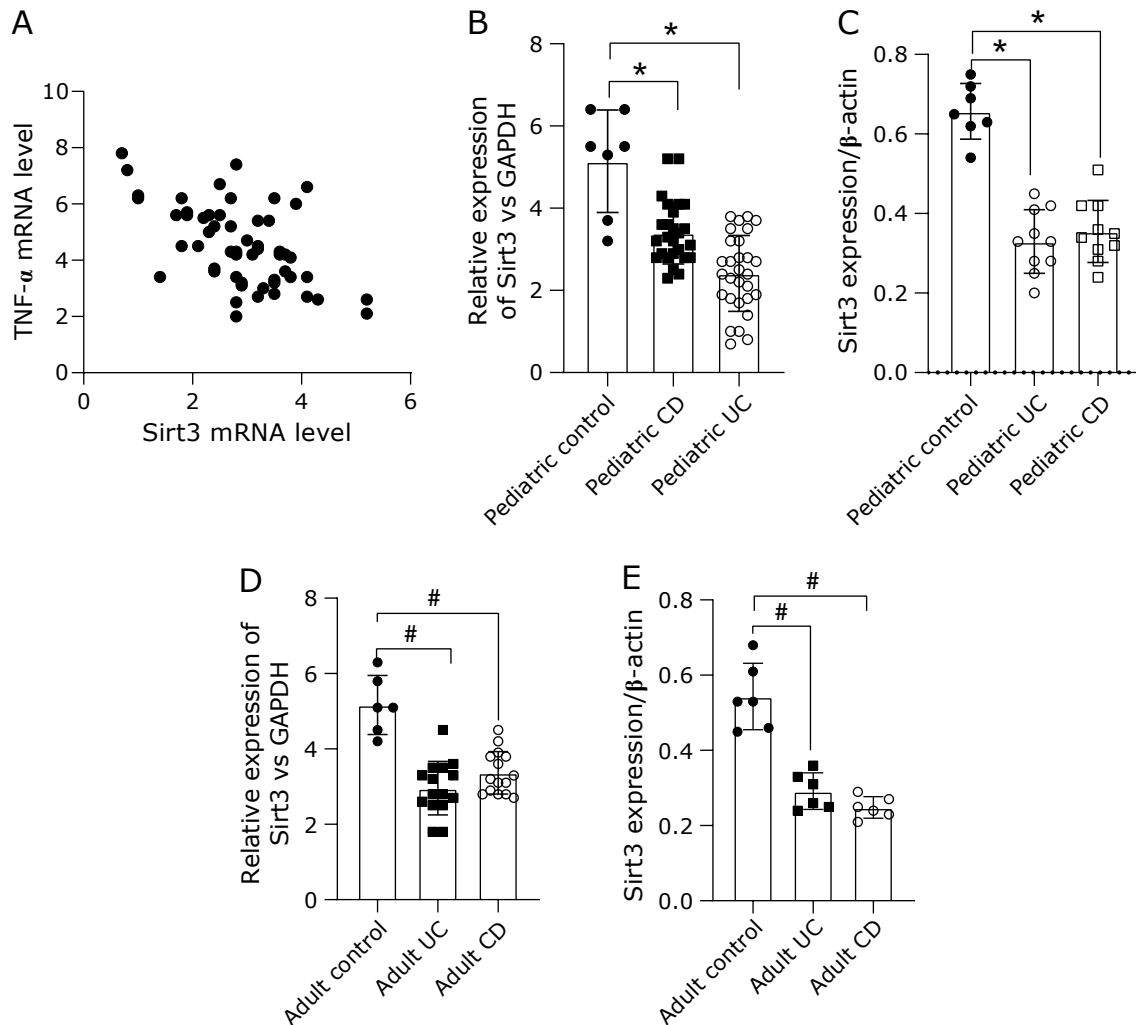 A
TNF-α mRNA level
10
8
6
4
2
0
0
2
4
6
Sirt3 mRNA level
B
Relative expression
of Sirt3 vs GAPDH
8
6
4
2
0
*
*
Pediatric control
Pediatric CD
Pediatric UC
C
Sirt3 expression/β-actin
0.8
0.6
0.4
0.2
0.0
*
*
Pediatric control
Pediatric UC
Pediatric CD
D
Relative expression of
Sirt3 vs GAPDH
8
6
4
2
0
#
#
Adult control
Adult UC
Adult CD
E
Sirt3 expression/β-actin
0.8
0.6
0.4
0.2
0.0
#
#
Adult control
Adult UC
Adult CD